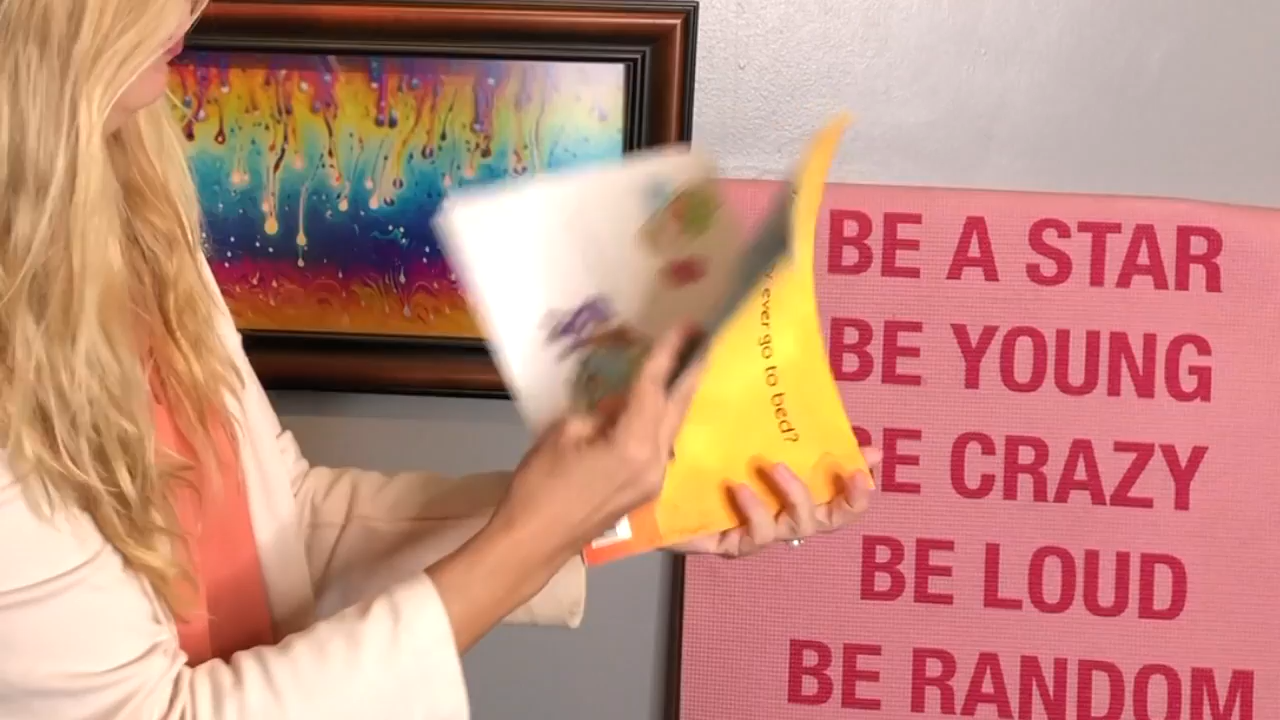 BE A STAR
BE YOUNG
BE CRAZY
BE LOUD
BE RANDOM
ever go to bed?